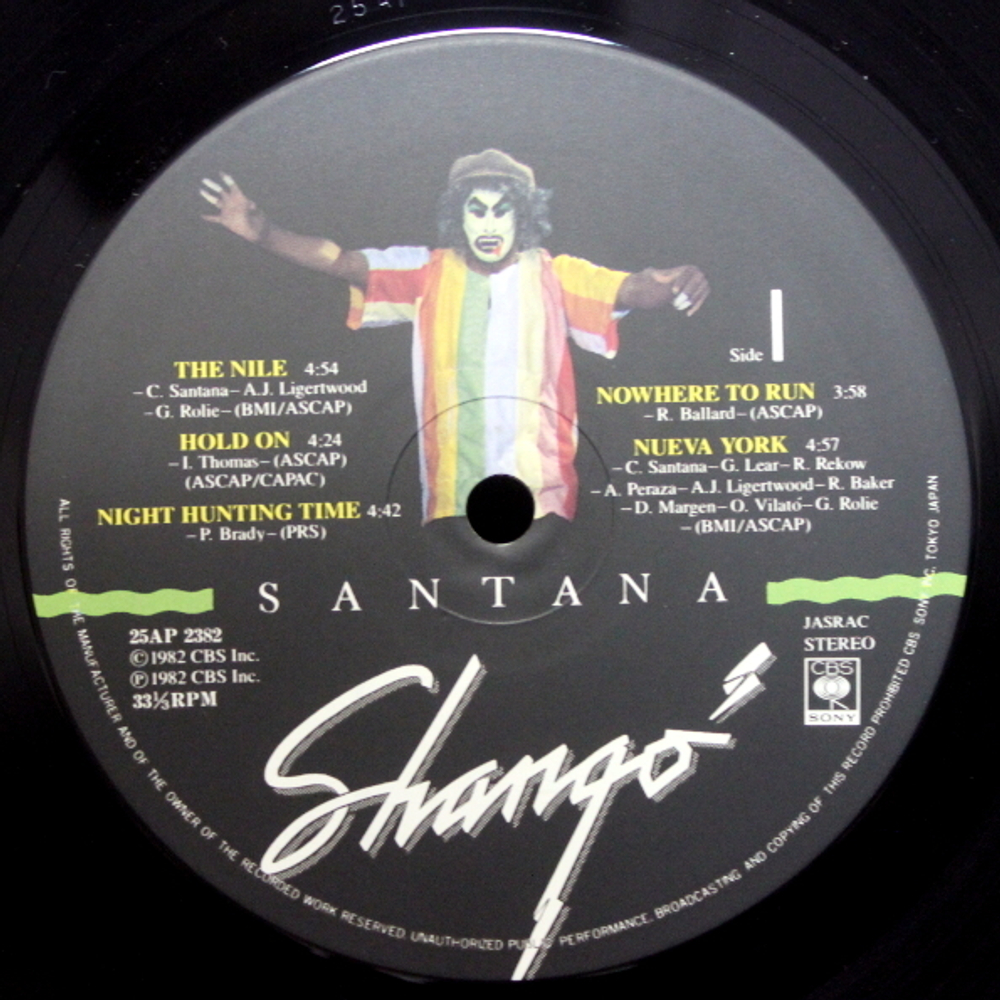 THE NILE 4:54
–C. Santana–A.J. Ligertwood
–G. Rolie–(BMI/ASCAP)
HOLD ON 4:24
–I. Thomas–(ASCAP)
(ASCAP/CAPAC)
NIGHT HUNTING TIME 4:42
–P. Brady–(PRS)
Side 1
NOWHERE TO RUN 3:58
–R. Ballard–(ASCAP)
NUEVA YORK 4:57
–C. Santana–G. Lear–R. Rekow
–A. Peraza–A.J. Ligertwood–R. Baker
–D. Margen–O. Vilató–G. Rolie
–(BMI/ASCAP)
SANTANA
25AP 2382
©1982 CBS Inc.
℗1982 CBS Inc.
33⅓RPM
JASRAC
STEREO
CBS
SONY
Shangó
ALL RIGHTS OF THE MANUFACTURER AND OF THE OWNER OF THE RECORDED WORK RESERVED. UNAUTHORIZED PUBLIC PERFORMANCE, BROADCASTING AND COPYING OF THIS RECORD PROHIBITED CBS SONY INC. TOKYO JAPAN